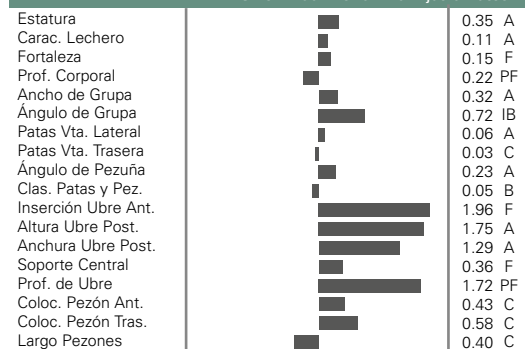 Estatura 0.35 A
Carac. Lechero 0.11 A
Fortaleza 0.15 F
Prof. Corporal 0.22 PF
Ancho de Grupa 0.32 A
Ángulo de Grupa 0.72 IB
Patas Vta. Lateral 0.06 A
Patas Vta. Trasera 0.03 C
Ángulo de Pezuña 0.23 A
Clas. Patas y Pez. 0.05 B
Inserción Ubre Ant. 1.96 F
Altura Ubre Post. 1.75 A
Anchura Ubre Post. 1.29 A
Soporte Central 0.36 F
Prof. de Ubre 1.72 PF
Coloc. Pezón Ant. 0.43 C
Coloc. Pezón Tras. 0.58 C
Largo Pezones 0.40 C